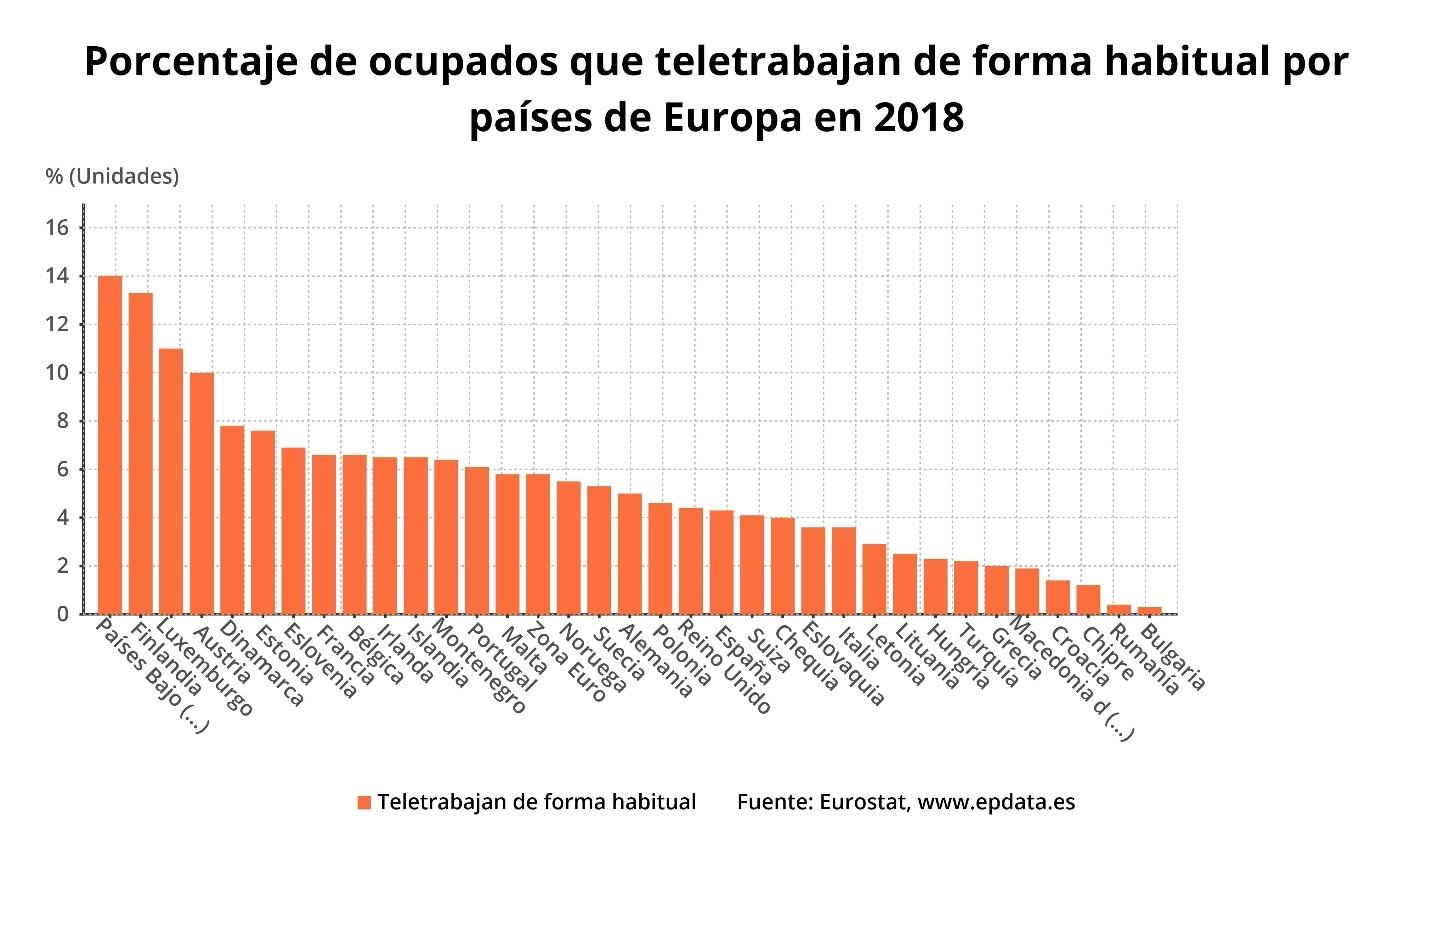 Porcentaje de ocupados que teletrabajan de forma habitual por
países de Europa en 2018
% (Unidades)
16
14
12
10
8
6
4
2
0
Países Bajo (...)
Finlandia
Luxemburgo
Austria
Dinamarca
Estonia
Eslovenia
Francia
Bélgica
Irlanda
Islandia
Montenegro
Portugal
Malta
Zona Euro
Noruega
Suecia
Alemania
Polonia
Reino Unido
España
Suiza
Chequia
Eslovaquia
Italia
Letonia
Lituania
Hungría
Turquía
Grecia
Macedonia d (...)
Croacia
Chipre
Rumanía
Bulgaria
Teletrabajan de forma habitual Fuente: Eurostat, www.epdata.es